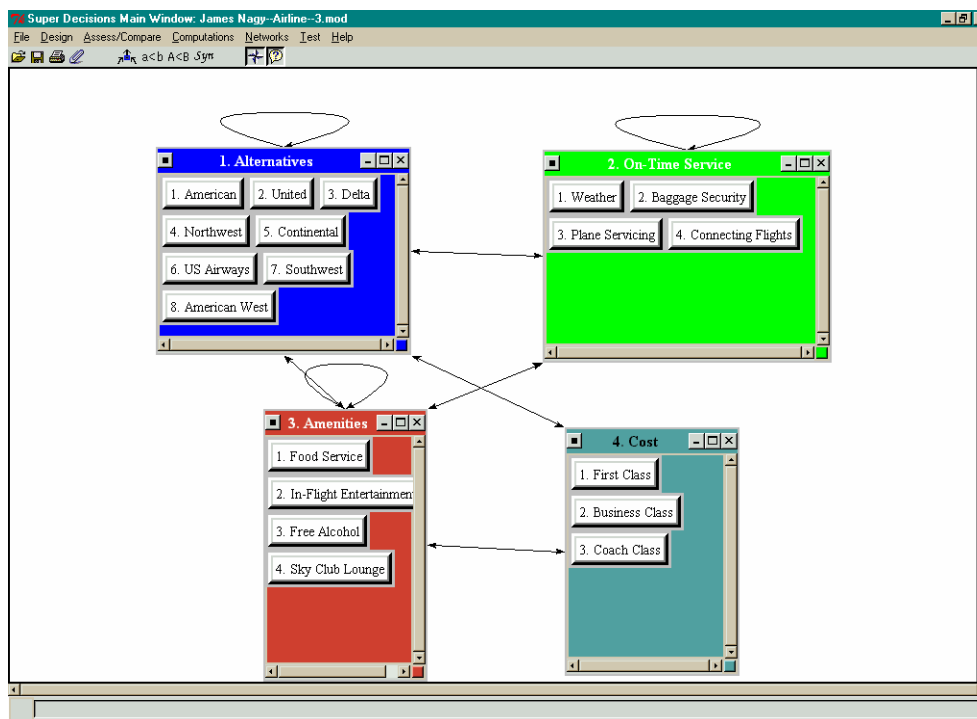 Super Decisions Main Window: James Nagy--Airline--3.mod
File Design Assess/Compare Computations Networks Test Help
a<b A<B Syn
1. Alternatives
1. American 2. United 3. Delta
4. Northwest 5. Continental
6. US Airways 7. Southwest
8. American West
2. On-Time Service
1. Weather 2. Baggage Security
3. Plane Servicing 4. Connecting Flights
3. Amenities
1. Food Service
2. In-Flight Entertainmen
3. Free Alcohol
4. Sky Club Lounge
4. Cost
1. First Class
2. Business Class
3. Coach Class